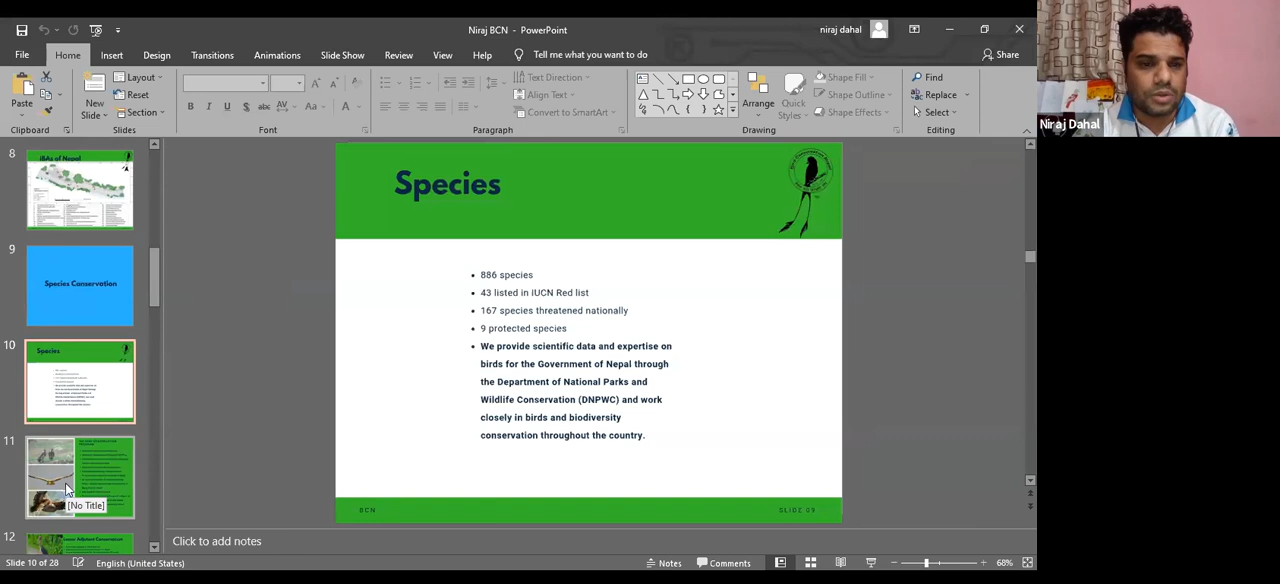 Niraj BCN - PowerPoint
niraj dahal
File Home Insert Design Transitions Animations Slide Show Review View Help Tell me what you want to do Share
Paste
Clipboard
New Slide
Layout
Reset
Section
Slides
B I U S abc AV Aa A
Font
Paragraph
Text Direction
Align Text
Convert to SmartArt
Arrange
Quick Styles
Shape Fill
Shape Outline
Shape Effects
Drawing
Find
Replace
Select
Editing
Niraj Dahal
8
IBAs of Nepal
9
Species Conservation
10
Species
11
[No Title]
12
Lesser Adjutant Conservation
Species
886 species
43 listed in IUCN Red list
167 species threatened nationally
9 protected species
We provide scientific data and expertise on
birds for the Government of Nepal through
the Department of National Parks and
Wildlife Conservation (DNPWC) and work
closely in birds and biodiversity
conservation throughout the country.
BCN
SLIDE 09
Click to add notes
Slide 10 of 28 English (United States) Notes Comments 68%